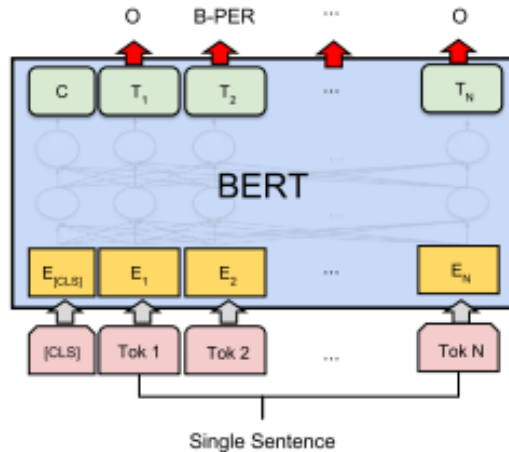 O B-PER ... O
C T1 T2 ... TN
...
BERT
...
E[CLS] E1 E2 ... EN
[CLS] Tok 1 Tok 2 ... Tok N
Single Sentence